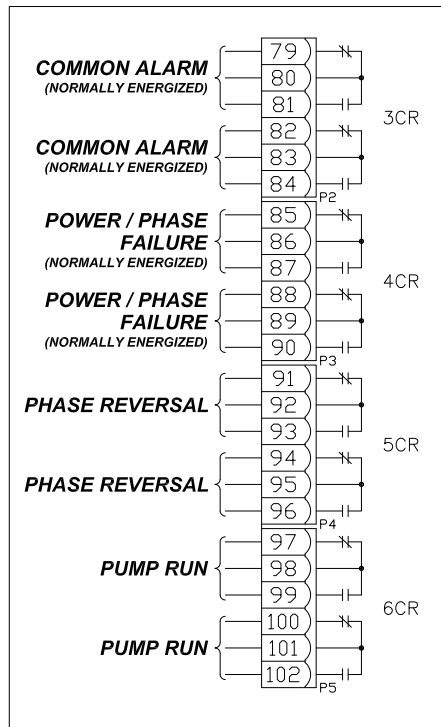 COMMON ALARM
(NORMALLY ENERGIZED)
79
80
81
COMMON ALARM
(NORMALLY ENERGIZED)
82
83
84
3CR
P2
POWER / PHASE
FAILURE
(NORMALLY ENERGIZED)
85
86
87
POWER / PHASE
FAILURE
(NORMALLY ENERGIZED)
88
89
90
4CR
P3
PHASE REVERSAL
91
92
93
PHASE REVERSAL
94
95
96
5CR
P4
PUMP RUN
97
98
99
PUMP RUN
100
101
102
6CR
P5